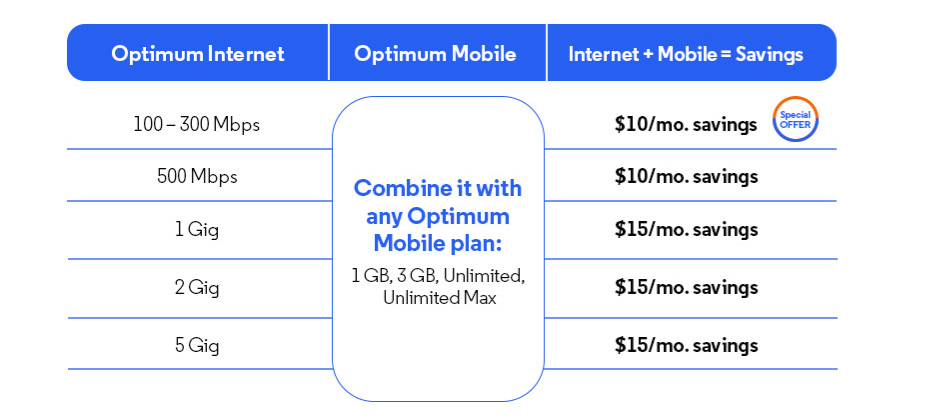 Optimum Internet Optimum Mobile Internet + Mobile = Savings
100 – 300 Mbps $10/mo. savings Special OFFER
500 Mbps $10/mo. savings
1 Gig $15/mo. savings
2 Gig $15/mo. savings
5 Gig $15/mo. savings
Combine it with
any Optimum
Mobile plan:
1 GB, 3 GB, Unlimited,
Unlimited Max